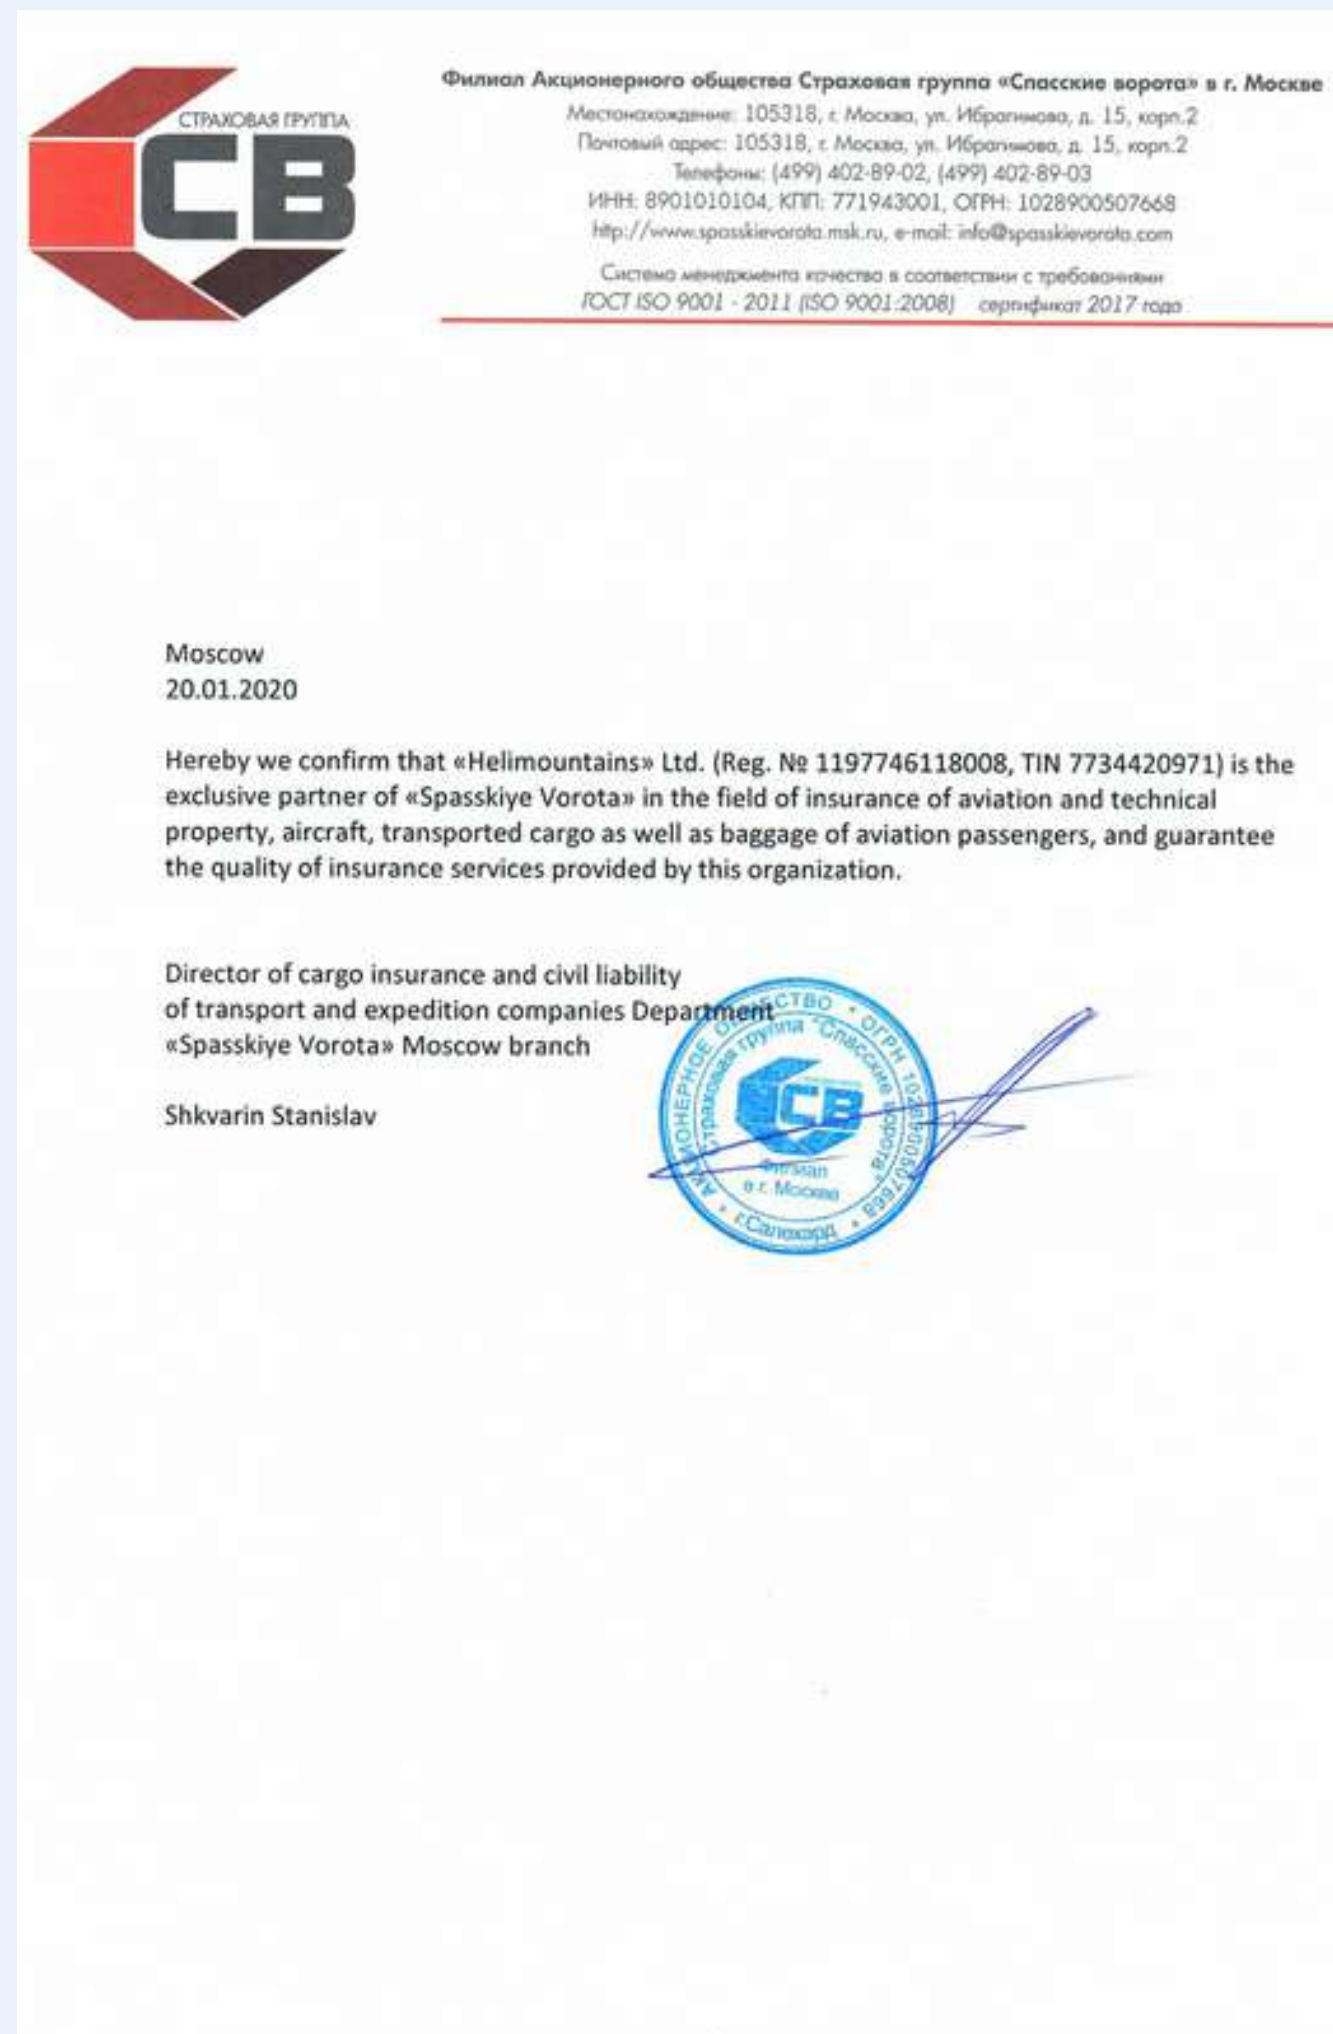 СТРАХОВАЯ ГРУППА
СВ
Филиал Акционерного общества Страховая группа «Спасские ворота» в г. Москве
Местонахождение: 105318, г. Москва, ул. Ибрагимова, д. 15, корп.2
Почтовый адрес: 105318, г. Москва, ул. Ибрагимова, д. 15, корп.2
Телефоны: (499) 402-89-02, (499) 402-89-03
ИНН: 8901010104, КПП: 771943001, ОГРН: 1028900507668
http://www.spasskievorota.msk.ru, e-mail: info@spasskievorota.com
Система менеджмента качества в соответствии с требованиями
ГОСТ ISO 9001 - 2011 (ISO 9001:2008) сертификат 2017 года
Moscow
20.01.2020
Hereby we confirm that «Helimountains» Ltd. (Reg. № 1197746118008, TIN 7734420971) is the
exclusive partner of «Spasskiye Vorota» in the field of insurance of aviation and technical
property, aircraft, transported cargo as well as baggage of aviation passengers, and guarantee
the quality of insurance services provided by this organization.
Director of cargo insurance and civil liability
of transport and expedition companies Department
«Spasskiye Vorota» Moscow branch
Shkvarin Stanislav
АКЦИОНЕРНОЕ ОБЩЕСТВО • ОГРН 1028900507668 •
Страховая группа "Спасские ворота"
СВ
Филиал
в г. Москве
г.Салехард